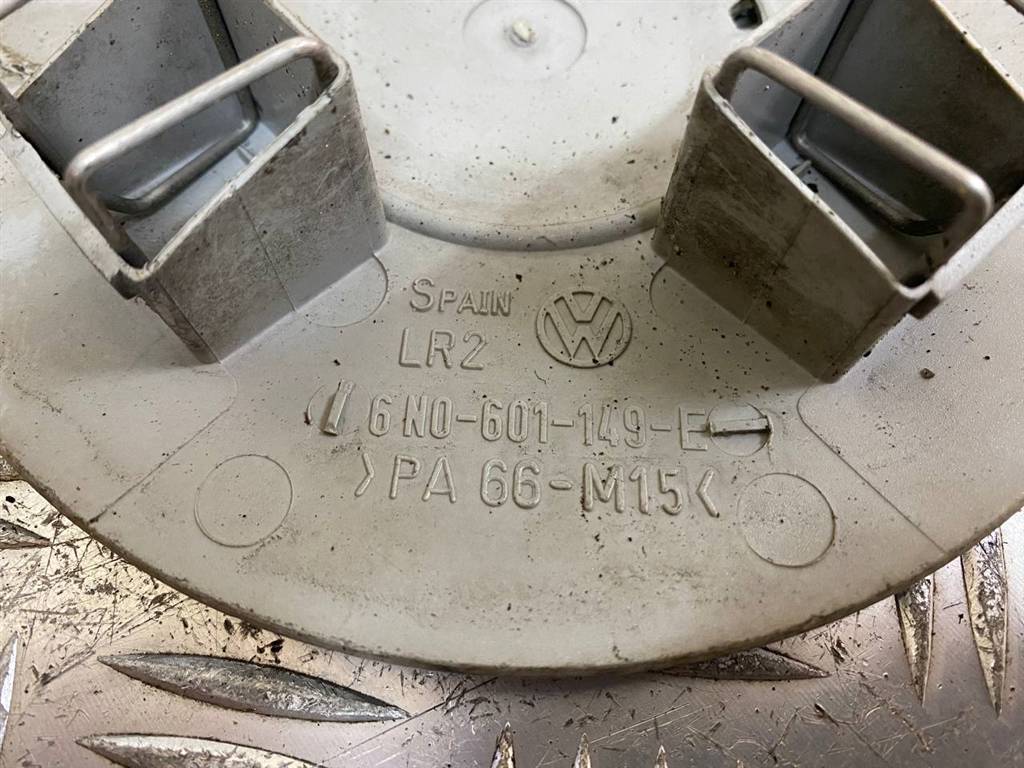 SPAIN
LR2
6N0-601-149-E
>PA 66-M15<